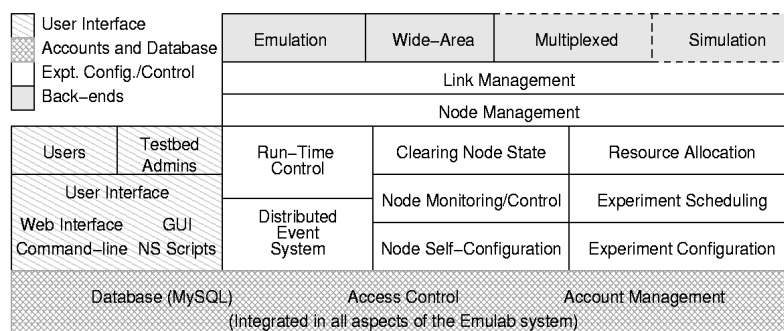 User Interface
Accounts and Database
Expt. Config./Control
Back−ends
Emulation
Wide−Area
Multiplexed
Simulation
Link Management
Node Management
Users
Testbed
Admins
User Interface
Web Interface
GUI
Command−line
NS Scripts
Run−Time
Control
Distributed
Event
System
Clearing Node State
Resource Allocation
Node Monitoring/Control
Experiment Scheduling
Node Self−Configuration
Experiment Configuration
Database (MySQL)
Access Control
Account Management
(Integrated in all aspects of the Emulab system)